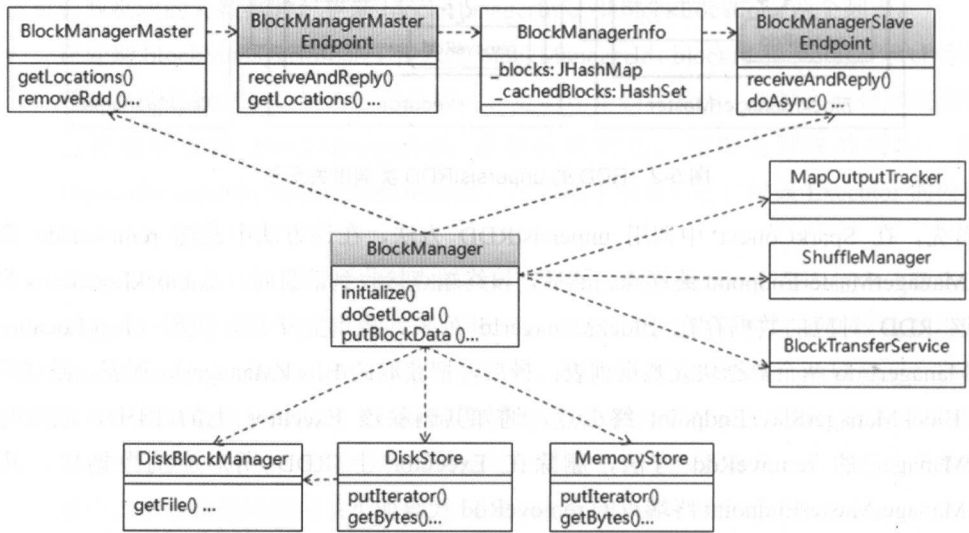 BlockManagerMaster
getLocations()
removeRdd()...
BlockManagerMaster
Endpoint
receiveAndReply()
getLocations()...
BlockManagerInfo
_blocks: JHashMap
_cachedBlocks: HashSet
BlockManagerSlave
Endpoint
receiveAndReply()
doAsync()...
MapOutputTracker
BlockManager
initialize()
doGetLocal()
putBlockData()...
ShuffleManager
BlockTransferService
DiskBlockManager
getFile() ...
DiskStore
putIterator()
getBytes()...
MemoryStore
putIterator()
getBytes()...